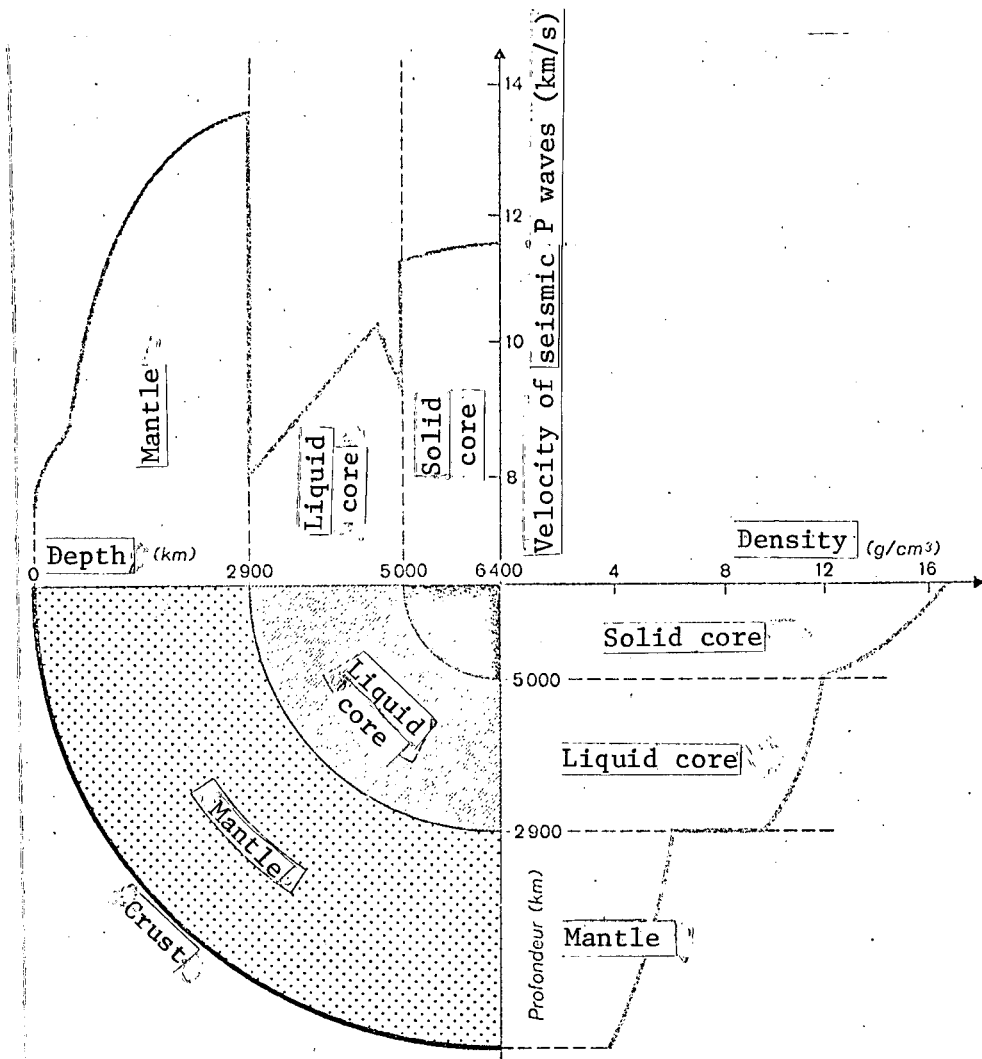 14
12
10
8
Velocity of seismic P waves (km/s)
Mantle
Liquid
core
Solid
core
Depth (km)
Density (g/cm³)
0
2900
5000
6400
4
8
12
16
Solid core
5000
Liquid core
2900
Liquid
core
Mantle
Crust
Profondeur (km)
Mantle